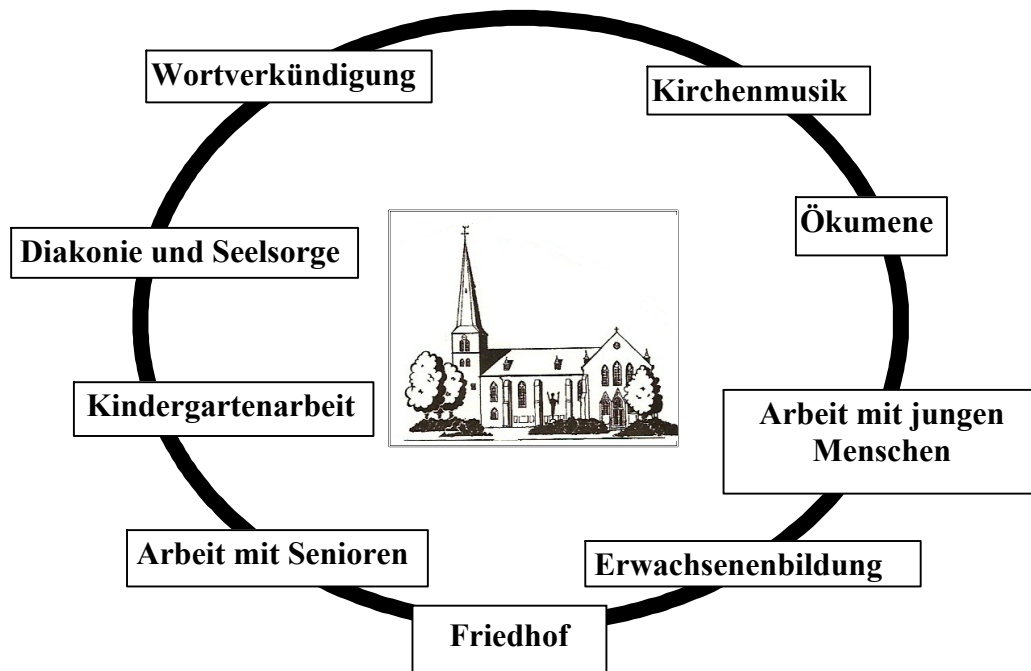 Wortverkündigung
Kirchenmusik
Ökumene
Diakonie und Seelsorge
Kindergartenarbeit
Arbeit mit jungen
Menschen
Arbeit mit Senioren
Erwachsenenbildung
Friedhof